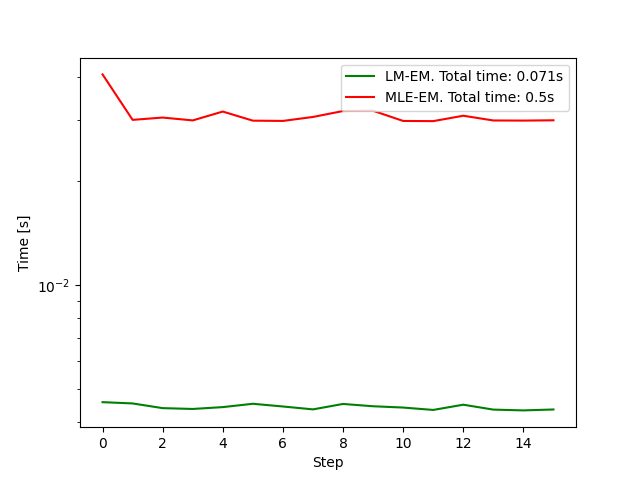 LM-EM. Total time: 0.071s
MLE-EM. Total time: 0.5s
Time [s]
10⁻²
0 2 4 6 8 10 12 14
Step